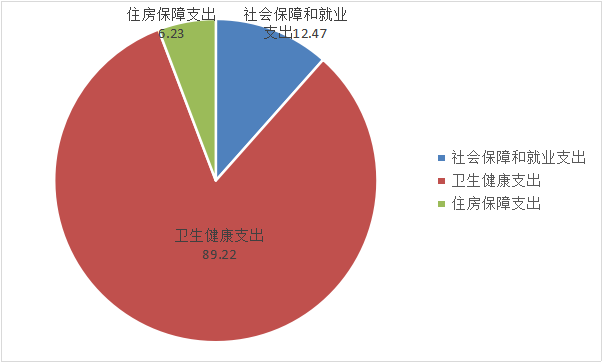 住房保障支出
6.23
社会保障和就业
支出12.47
卫生健康支出
89.22
社会保障和就业支出
卫生健康支出
住房保障支出